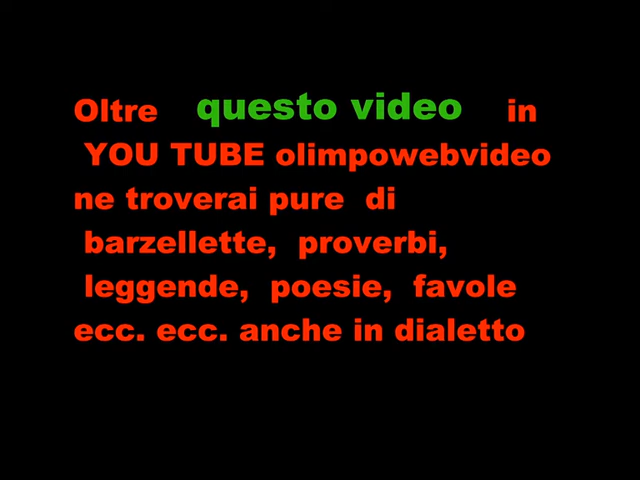 Oltre questo video in
YOU TUBE olimpowebvideo
ne troverai pure di
barzellette, proverbi,
leggende, poesie, favole
ecc. ecc. anche in dialetto